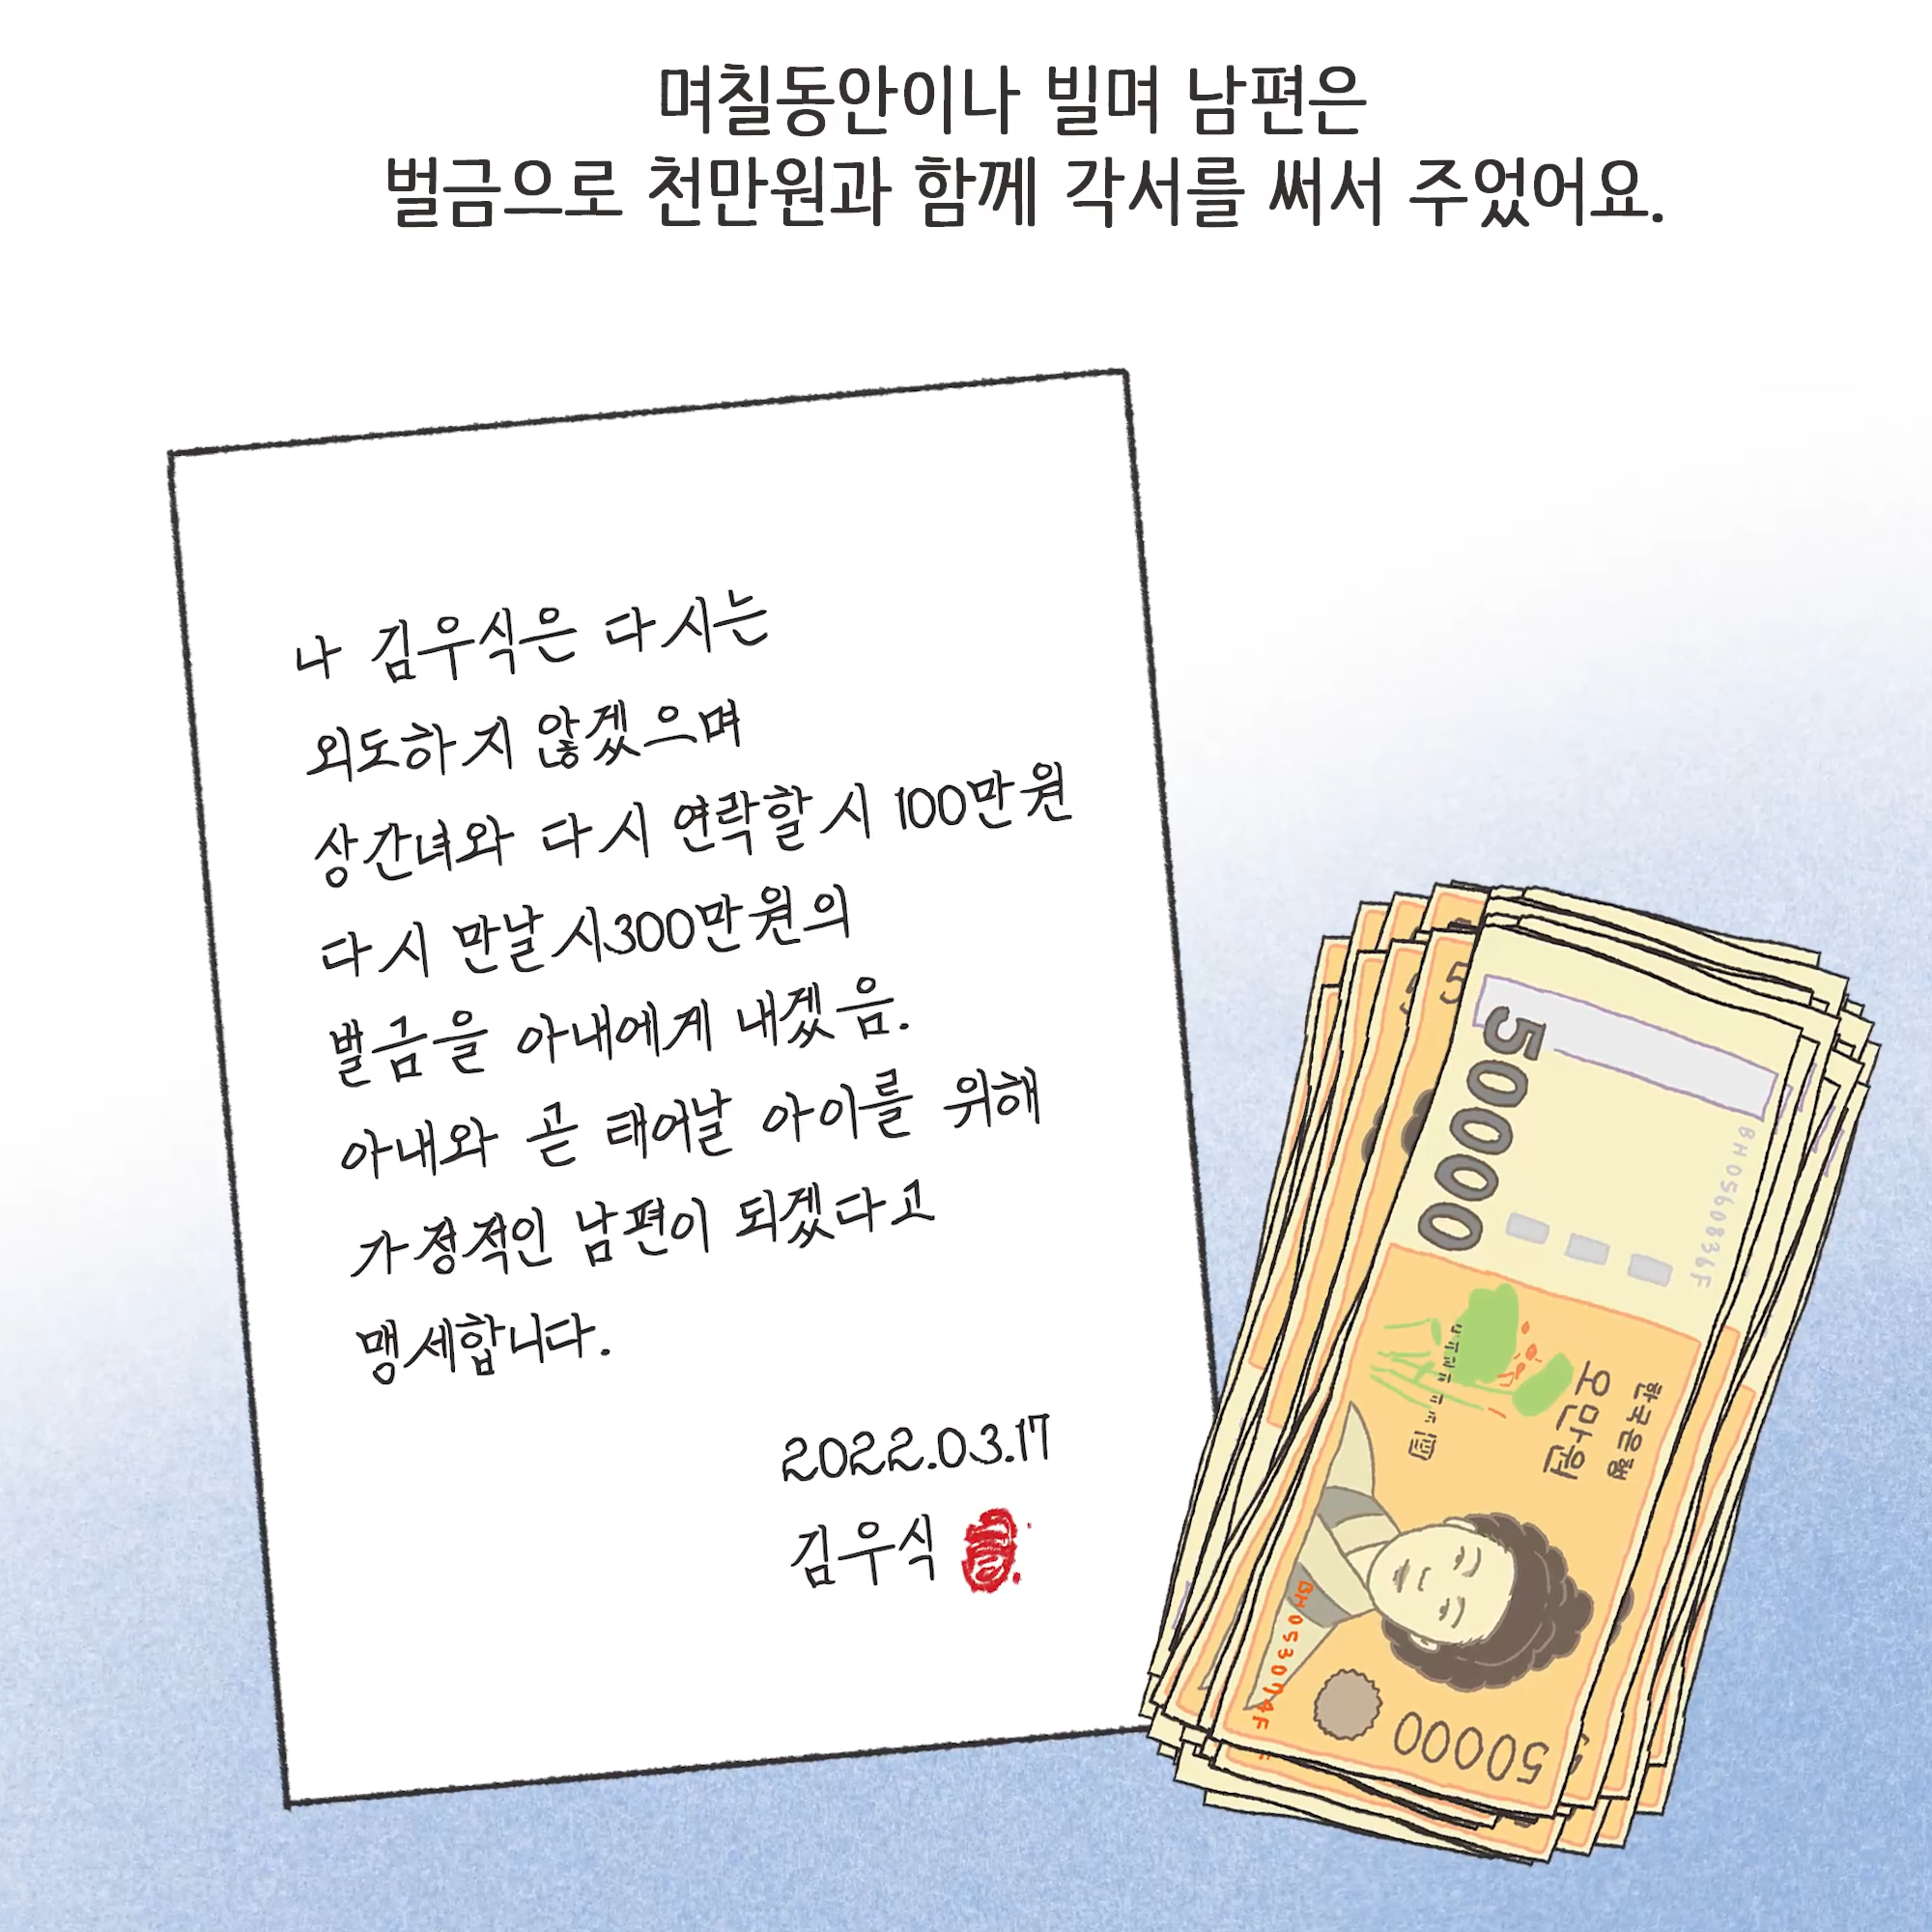 며칠동안이나 빌며 남편은
벌금으로 천만원과 함께 각서를 써서 주었어요.
나 김우식은 다시는
외도하지 않겠으며
상간녀와 다시 연락할 시 100만원
다시 만날 시 300만원의
벌금을 아내에게 내겠음.
아내와 곧 태어날 아이를 위해
가정적인 남편이 되겠다고
맹세합니다.
2022.03.17
김우식
50000
BH0560836F
한국은행
오만원
BH053074F
50000